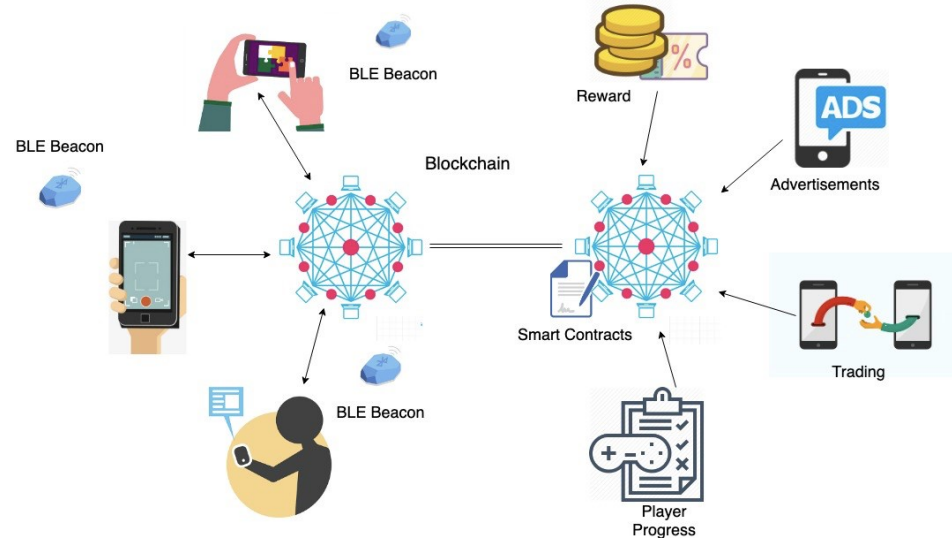 BLE Beacon
Reward
%
ADS
BLE Beacon
Blockchain
Advertisements
Smart Contracts
Trading
BLE Beacon
Player
Progress